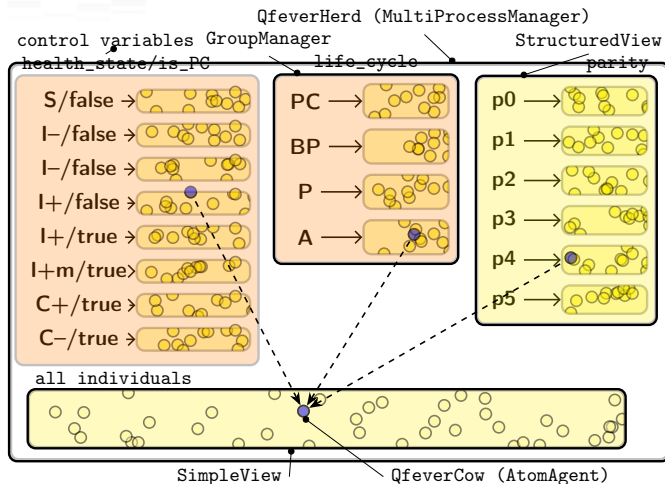 QfeverHerd (MultiProcessManager)
control variables
GroupManager
StructuredView
health_state/is_PC
life_cycle
parity
S/false
I−/false
I−/false
I+/false
I+/true
I+m/true
C+/true
C−/true
PC
BP
P
A
p0
p1
p2
p3
p4
p5
all individuals
SimpleView
QfeverCow (AtomAgent)